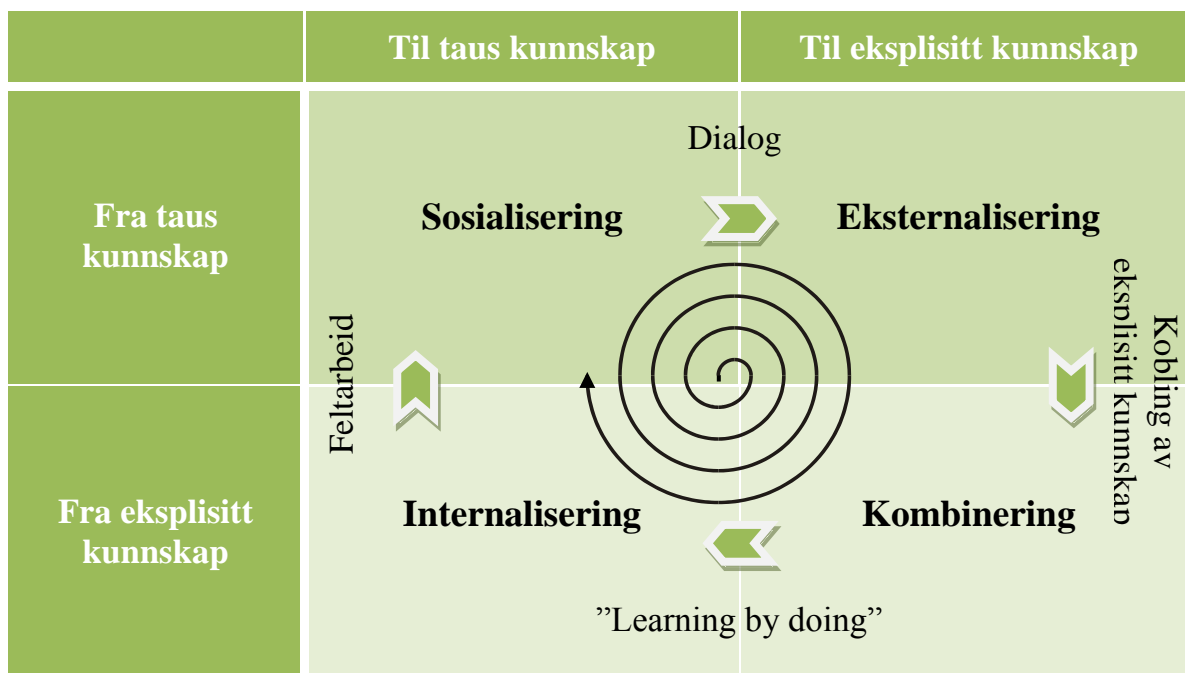 Til taus kunnskap
Til eksplisitt kunnskap
Fra taus
kunnskap
Dialog
Sosialisering
Eksternalisering
Feltarbeid
Kobling av
eksplisitt kunnskap
Fra eksplisitt
kunnskap
Internalisering
Kombinering
”Learning by doing”